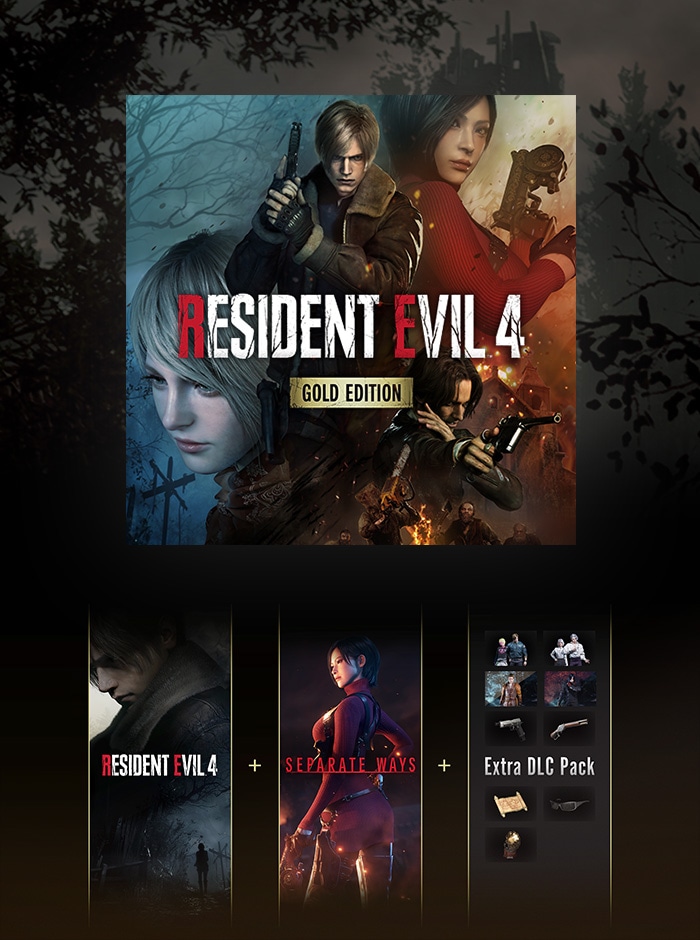 RESIDENT EVIL 4
GOLD EDITION
RESIDENT EVIL 4
+
SEPARATE WAYS
+
Extra DLC Pack